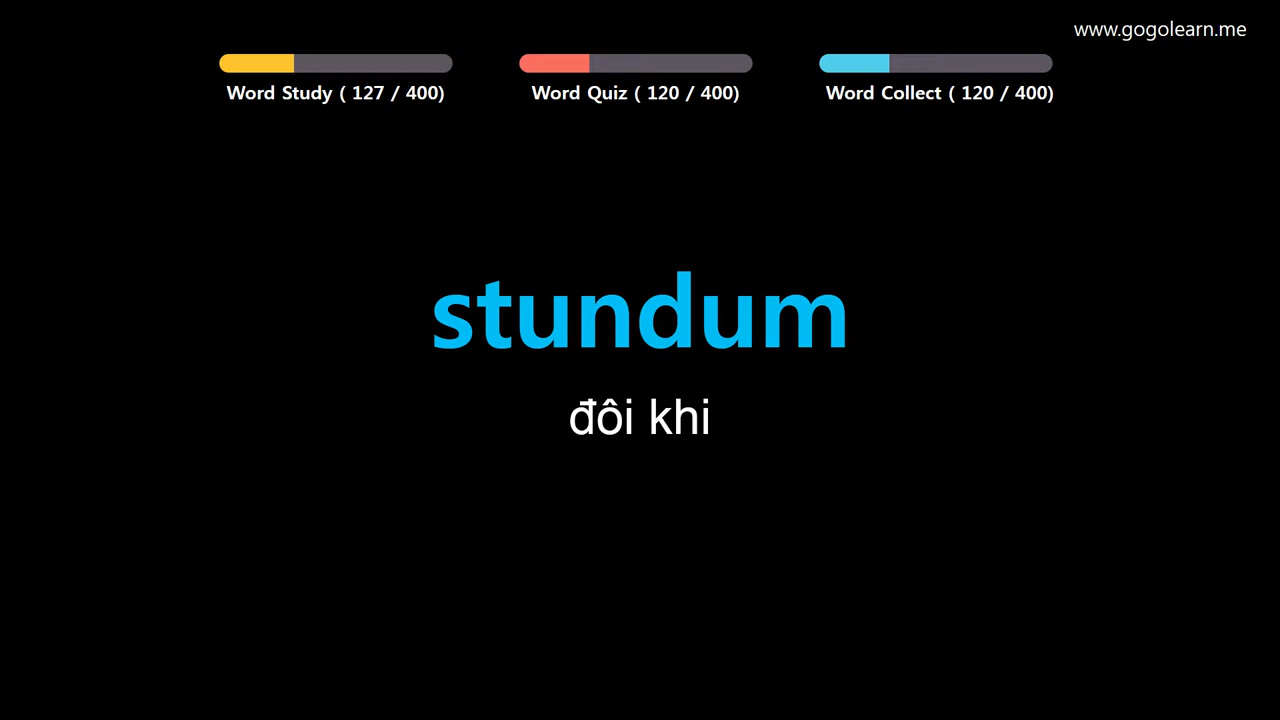 www.gogolearn.me
Word Study ( 127 / 400)
Word Quiz ( 120 / 400)
Word Collect ( 120 / 400)
stundum
đôi khi